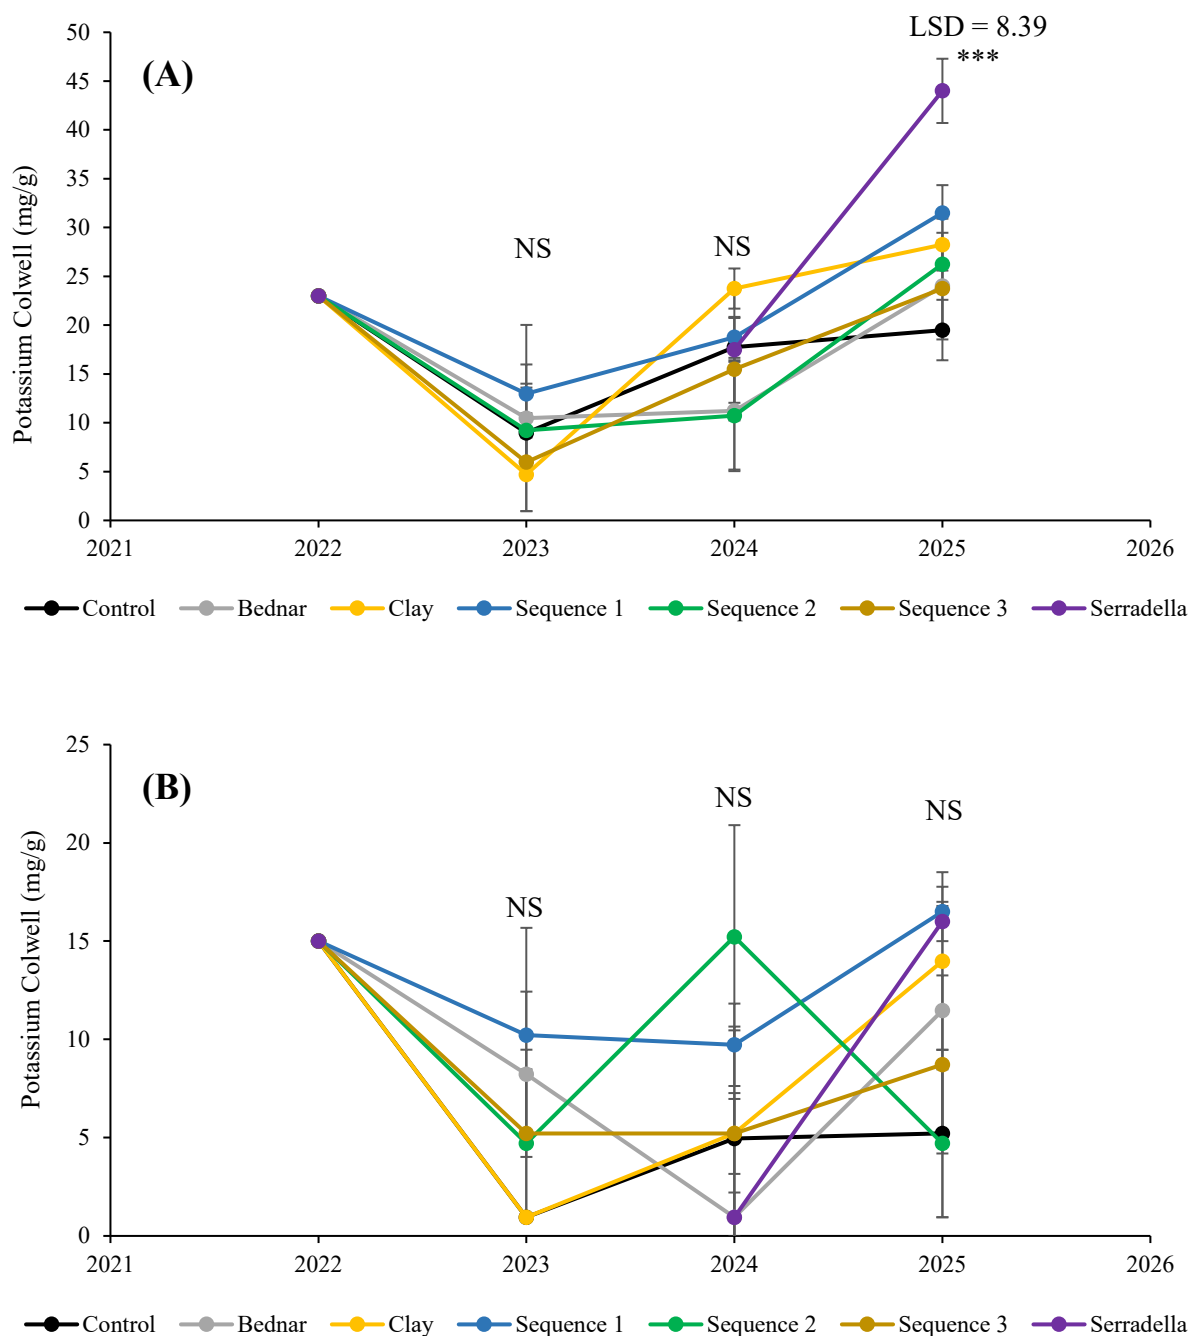 LSD = 8.39
***
(A)
NS
NS
Potassium Colwell (mg/g)
50
45
40
35
30
25
20
15
10
5
0
2021 2022 2023 2024 2025 2026
Control Bednar Clay Sequence 1 Sequence 2 Sequence 3 Serradella
(B)
NS
NS
NS
Potassium Colwell (mg/g)
25
20
15
10
5
0
2021 2022 2023 2024 2025 2026
Control Bednar Clay Sequence 1 Sequence 2 Sequence 3 Serradella